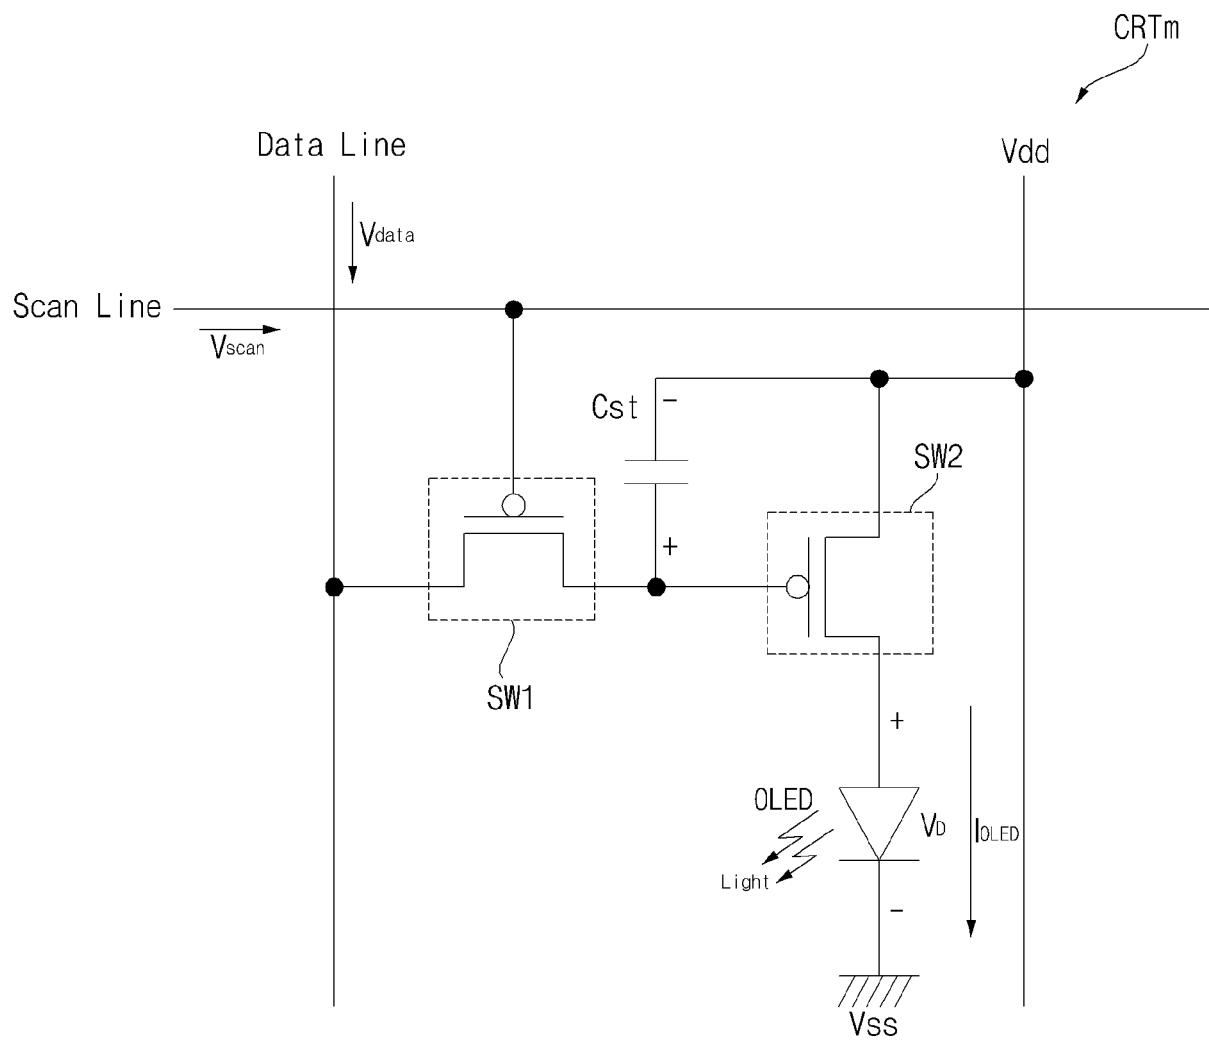 CRTm
Data Line
Vdd
Vdata
Scan Line
Vscan
Cst
-
SW2
+
SW1
+
OLED
VD
IOLED
Light
-
Vss